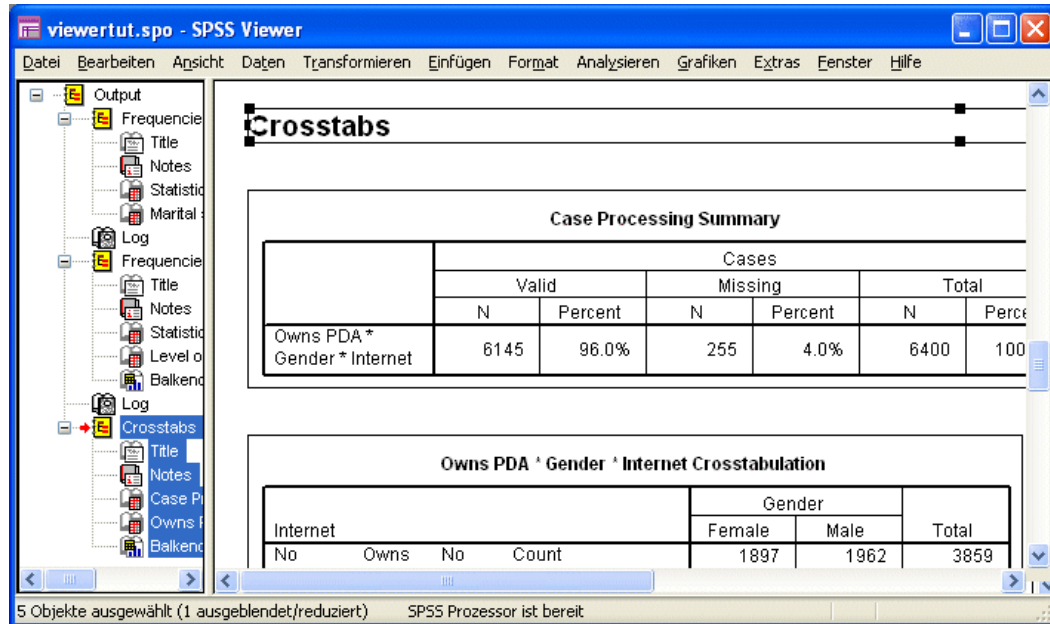 viewertut.spo - SPSS Viewer
Datei Bearbeiten Ansicht Daten Transformieren Einfügen Format Analysieren Grafiken Extras Fenster Hilfe
Output
Frequencie
Title
Notes
Statistic
Marital s
Log
Frequencie
Title
Notes
Statistic
Level o
Balkend
Log
Crosstabs
Title
Notes
Case Pr
Owns P
Balkend
Crosstabs
Case Processing Summary
Cases
Valid Missing Total
N Percent N Percent N Perce
Owns PDA *
Gender * Internet
6145 96.0% 255 4.0% 6400 100
Owns PDA * Gender * Internet Crosstabulation
Gender
Internet Female Male Total
No Owns No Count 1897 1962 3859
5 Objekte ausgewählt (1 ausgeblendet/reduziert) SPSS Prozessor ist bereit